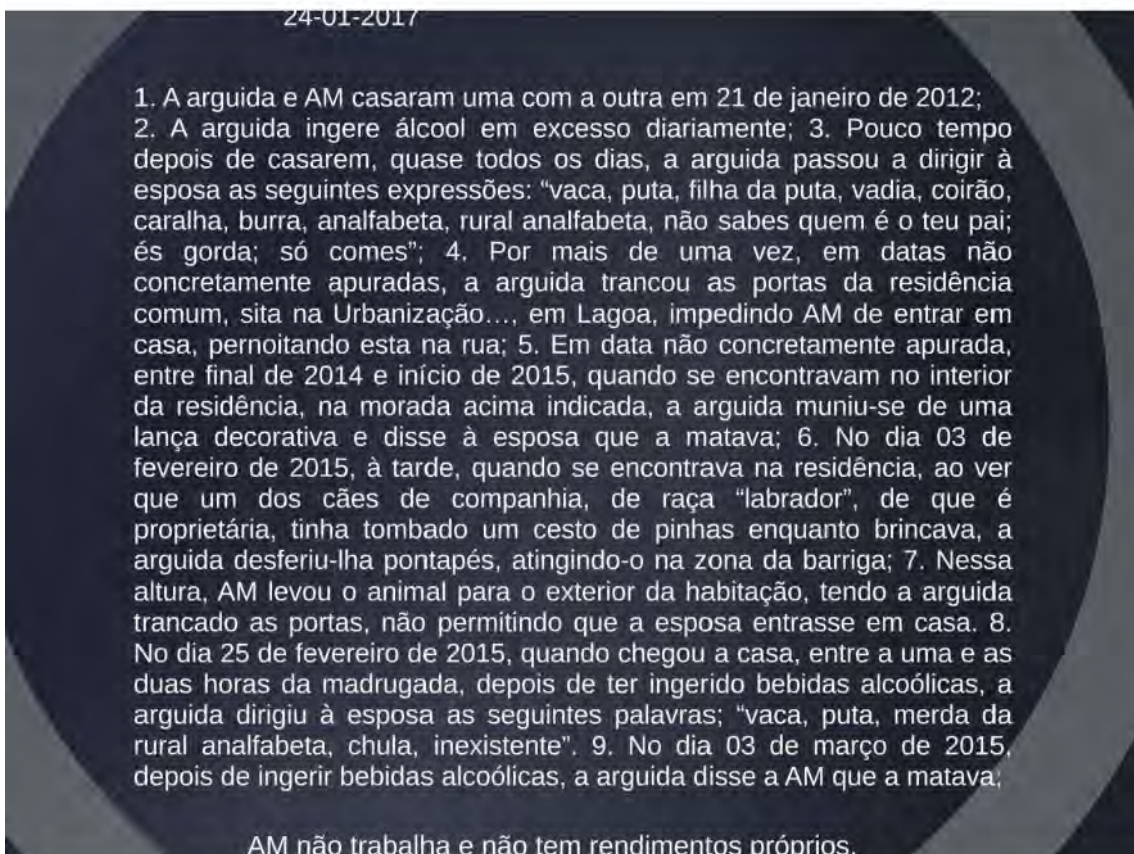 24-01-2017
1. A arguida e AM casaram uma com a outra em 21 de janeiro de 2012;
2. A arguida ingere álcool em excesso diariamente; 3. Pouco tempo
depois de casarem, quase todos os dias, a arguida passou a dirigir à
esposa as seguintes expressões: “vaca, puta, filha da puta, vadia, coirão,
caralha, burra, analfabeta, rural analfabeta, não sabes quem é o teu pai;
és gorda; só comes”; 4. Por mais de uma vez, em datas não
concretamente apuradas, a arguida trancou as portas da residência
comum, sita na Urbanização…, em Lagoa, impedindo AM de entrar em
casa, pernoitando esta na rua; 5. Em data não concretamente apurada,
entre final de 2014 e início de 2015, quando se encontravam no interior
da residência, na morada acima indicada, a arguida muniu-se de uma
lança decorativa e disse à esposa que a matava; 6. No dia 03 de
fevereiro de 2015, à tarde, quando se encontrava na residência, ao ver
que um dos cães de companhia, de raça “labrador”, de que é
proprietária, tinha tombado um cesto de pinhas enquanto brincava, a
arguida desferiu-lha pontapés, atingindo-o na zona da barriga; 7. Nessa
altura, AM levou o animal para o exterior da habitação, tendo a arguida
trancado as portas, não permitindo que a esposa entrasse em casa. 8.
No dia 25 de fevereiro de 2015, quando chegou a casa, entre a uma e as
duas horas da madrugada, depois de ter ingerido bebidas alcoólicas, a
arguida dirigiu à esposa as seguintes palavras; “vaca, puta, merda da
rural analfabeta, chula, inexistente”. 9. No dia 03 de março de 2015,
depois de ingerir bebidas alcoólicas, a arguida disse a AM que a matava;
AM não trabalha e não tem rendimentos próprios.